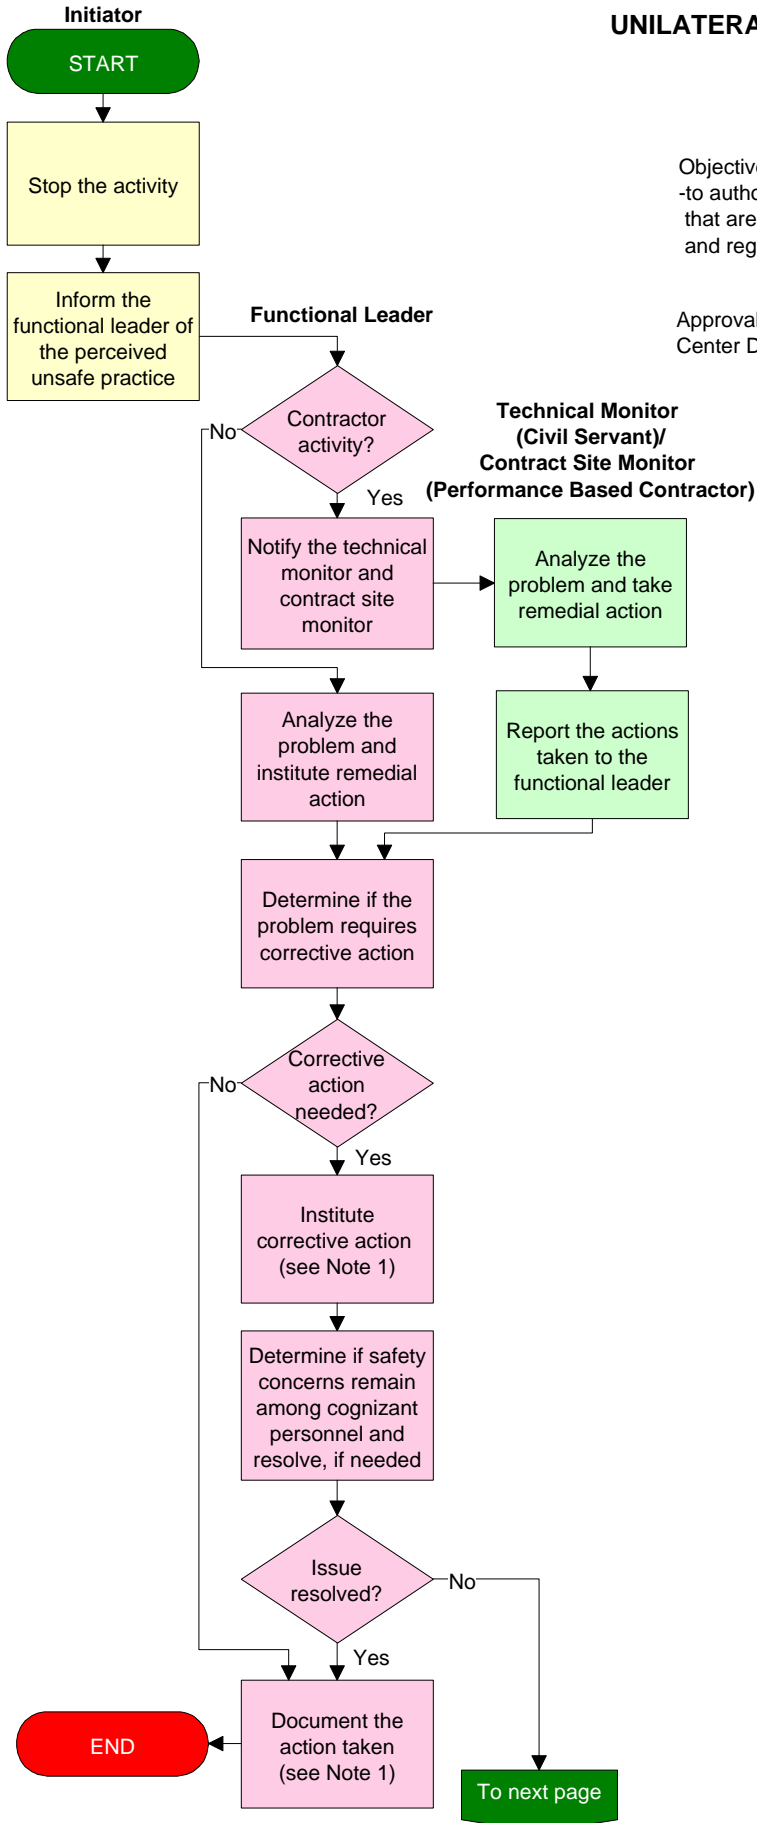 Initiator
UNILATERA
START
Stop the activity
Objective
-to autho
that are
and reg
Inform the
functional leader of
the perceived
unsafe practice
Functional Leader
Approval
Center D
Contractor
activity?
No
Yes
Technical Monitor
(Civil Servant)/
Contract Site Monitor
(Performance Based Contractor)
Notify the technical
monitor and
contract site
monitor
Analyze the
problem and take
remedial action
Analyze the
problem and
institute remedial
action
Report the actions
taken to the
functional leader
Determine if the
problem requires
corrective action
Corrective
action
needed?
No
Yes
Institute
corrective action
(see Note 1)
Determine if safety
concerns remain
among cognizant
personnel and
resolve, if needed
Issue
resolved?
No
Yes
Document the
action taken
(see Note 1)
END
To next page